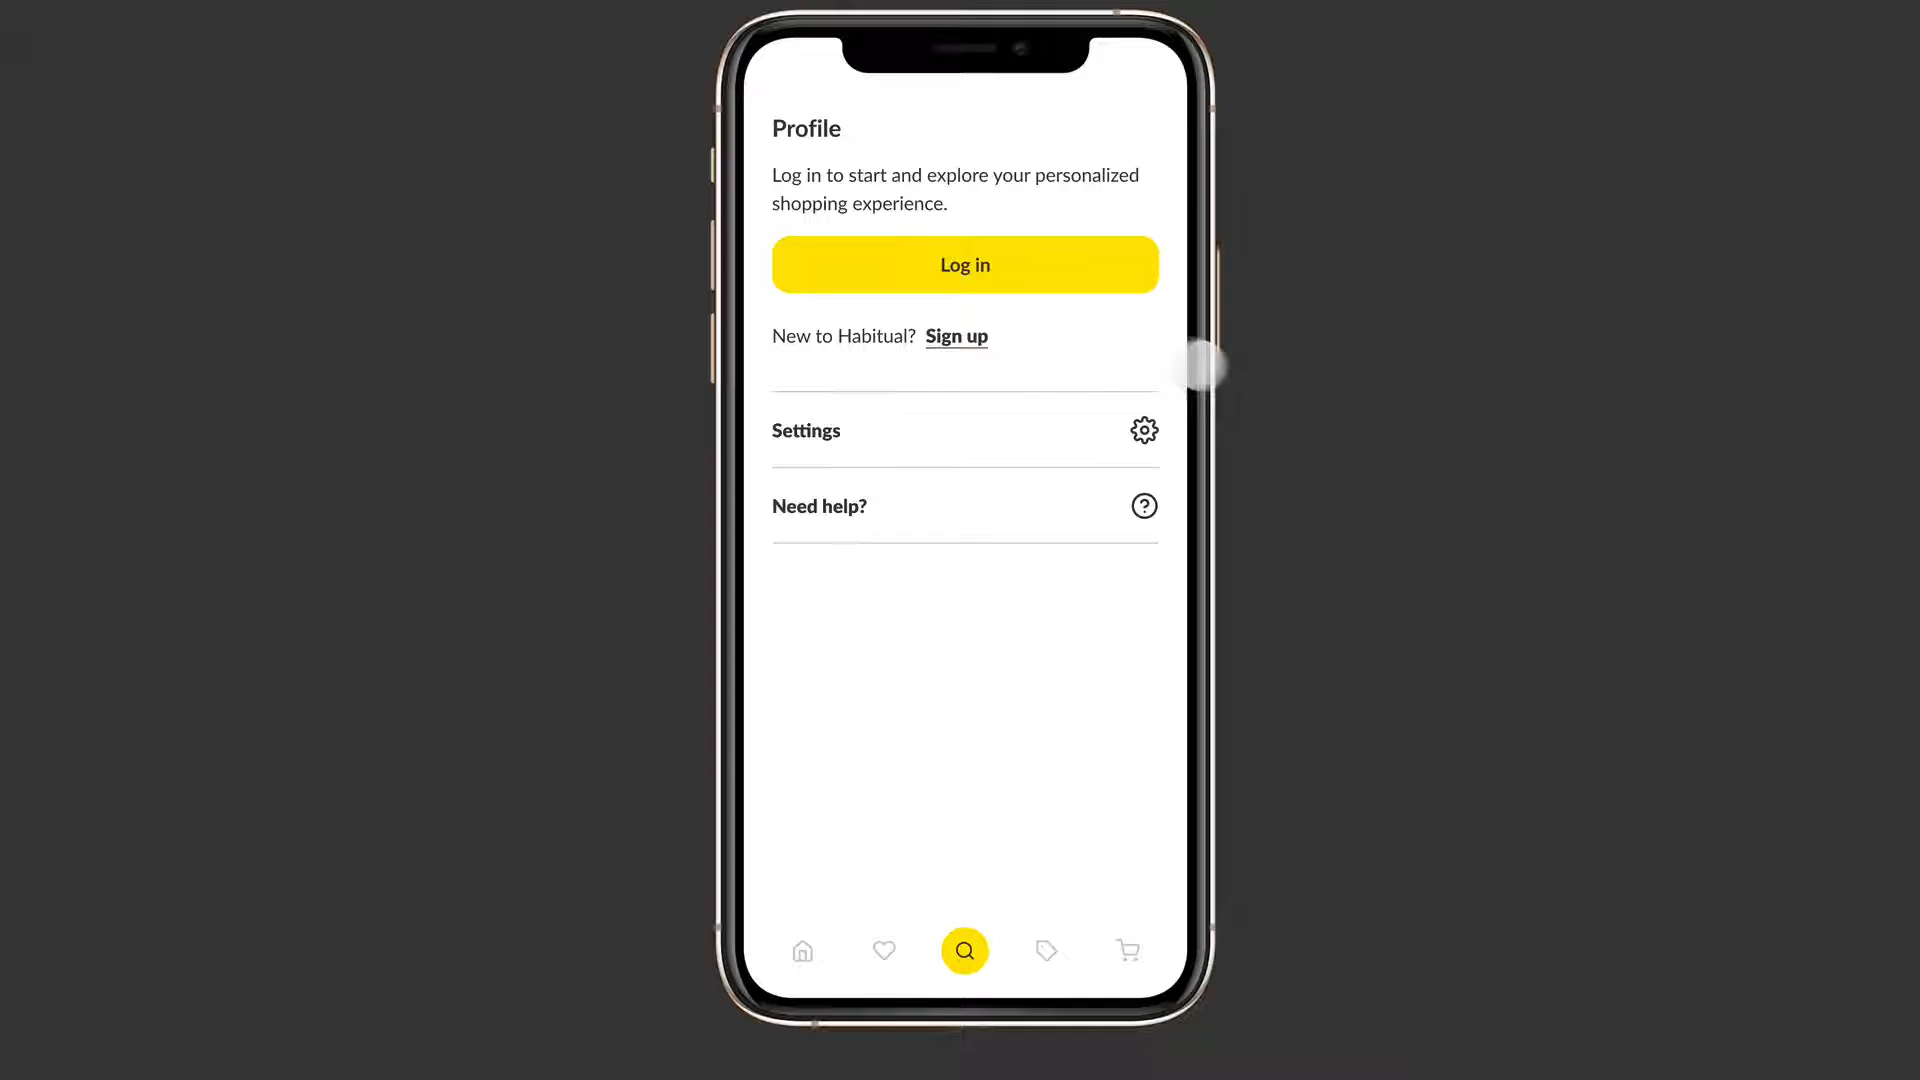 Profile
Log in to start and explore your personalized
shopping experience.
Log in
New to Habitual? Sign up
Settings
Need help?